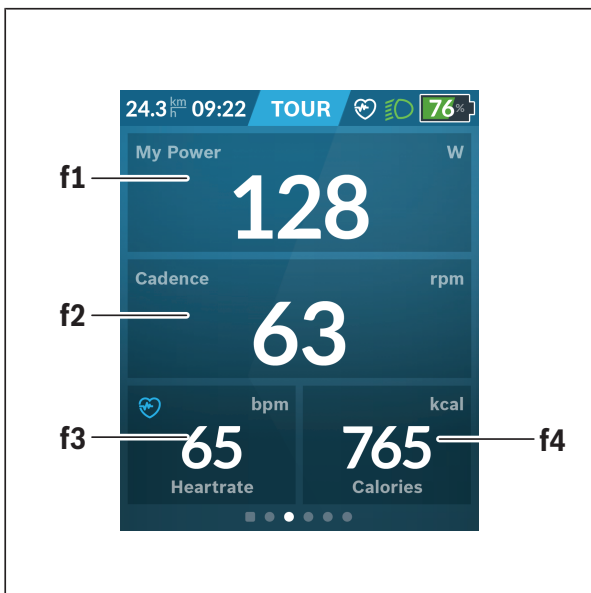 24.3 km/h 09:22 TOUR 76%
My Power W
f1
128
Cadence rpm
f2
63
bpm kcal
f3 65 765 f4
Heartrate Calories